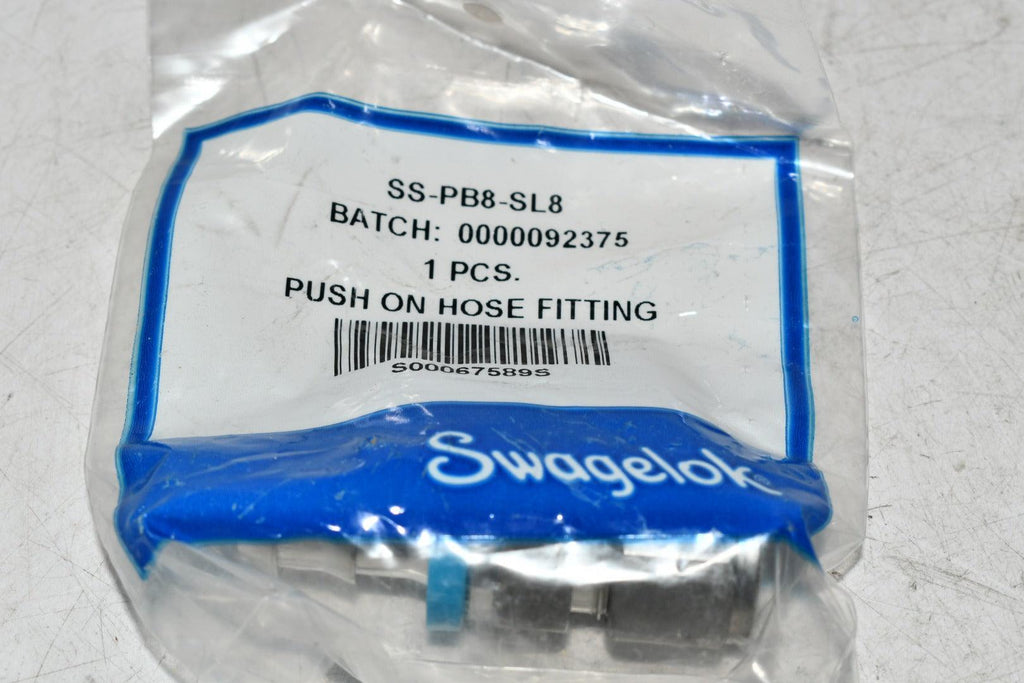 SS-PB8-SL8
BATCH: 0000092375
1 PCS.
PUSH ON HOSE FITTING
S00067589S
Swagelok